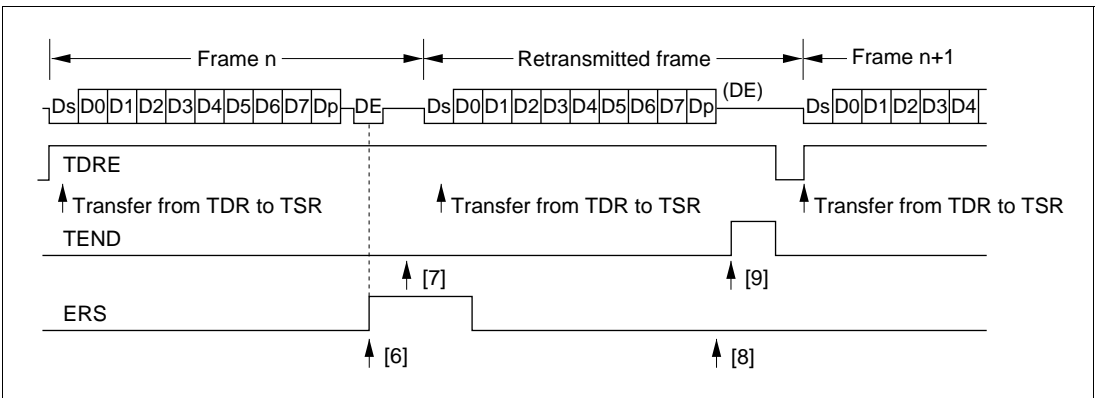 Frame n Retransmitted frame Frame n+1
Ds D0 D1 D2 D3 D4 D5 D6 D7 Dp DE Ds D0 D1 D2 D3 D4 D5 D6 D7 Dp (DE) Ds D0 D1 D2 D3 D4
TDRE
Transfer from TDR to TSR Transfer from TDR to TSR Transfer from TDR to TSR
TEND
[7] [9]
ERS
[6] [8]